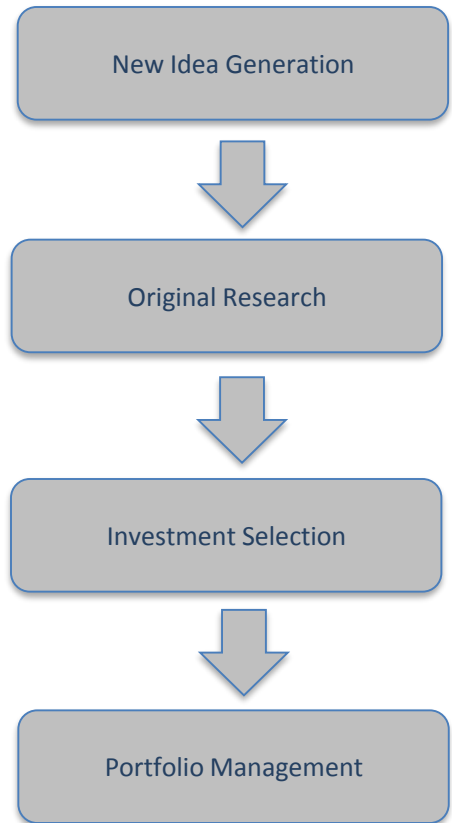 New Idea Generation
Original Research
Investment Selection
Portfolio Management